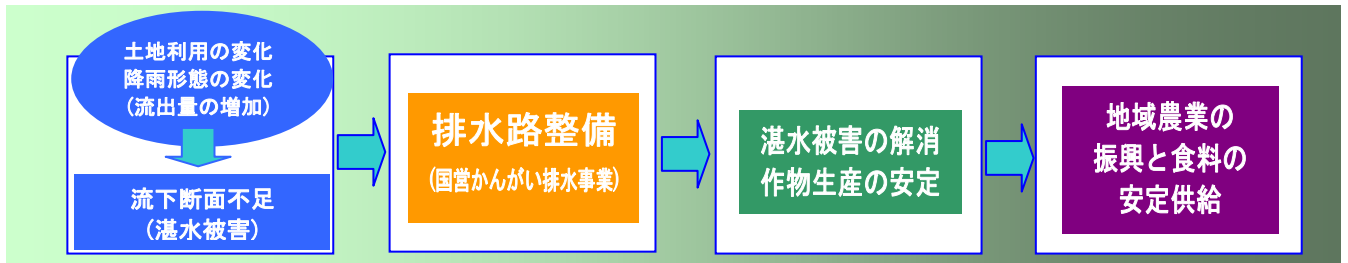 土地利用の変化
降雨形態の変化
(流出量の増加)
流下断面不足
(湛水被害)
排水路整備
(国営かんがい排水事業)
湛水被害の解消
作物生産の安定
地域農業の
振興と食料の
安定供給